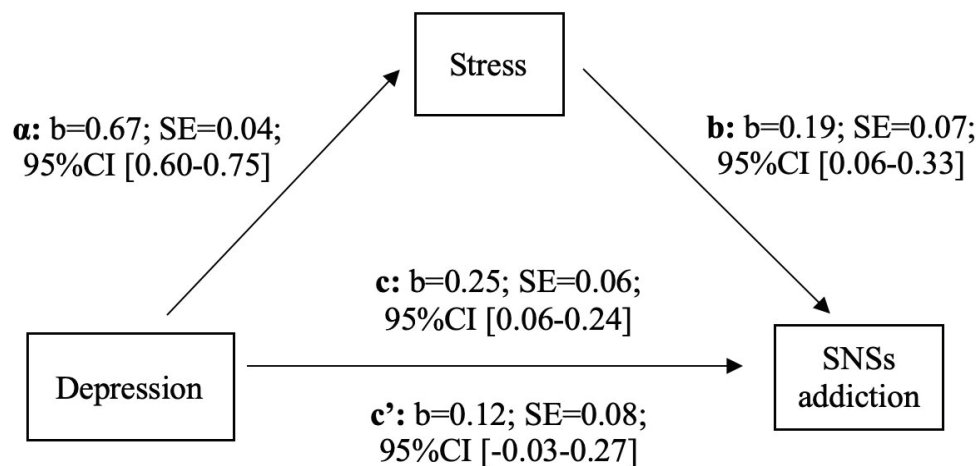 Stress
α: b=0.67; SE=0.04;
95%CI [0.60-0.75]
b: b=0.19; SE=0.07;
95%CI [0.06-0.33]
c: b=0.25; SE=0.06;
95%CI [0.06-0.24]
Depression
SNSs
addiction
c’: b=0.12; SE=0.08;
95%CI [-0.03-0.27]